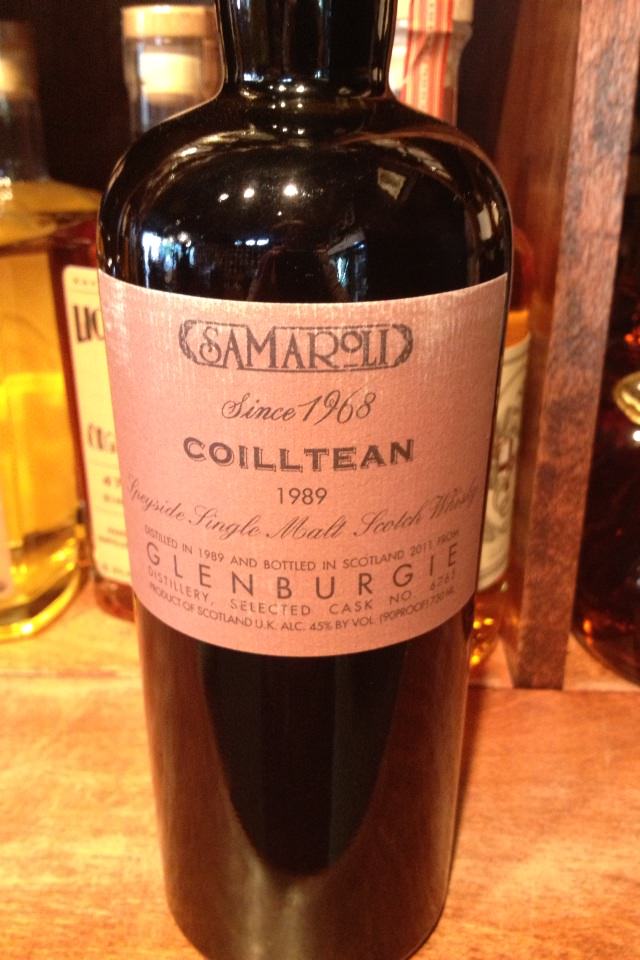 SAMAROLI
Since 1968
COILLTEAN
1989
Speyside Single Malt Scotch Whisky
DISTILLED IN 1989 AND BOTTLED IN SCOTLAND 2011 FROM
GLENBURGIE
DISTILLERY, SELECTED CASK NO 6761
PRODUCT OF SCOTLAND U.K. ALC. 45% BY VOL (90PROOF) 750 ML